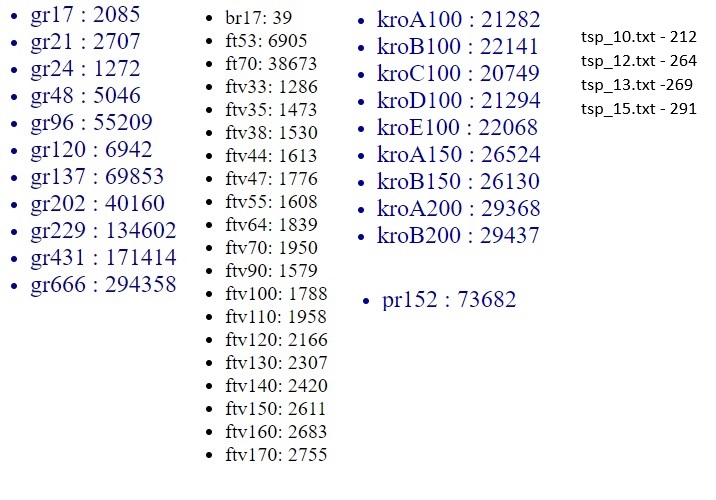 gr17 : 2085
gr21 : 2707
gr24 : 1272
gr48 : 5046
gr96 : 55209
gr120 : 6942
gr137 : 69853
gr202 : 40160
gr229 : 134602
gr431 : 171414
gr666 : 294358
br17: 39
ft53: 6905
ft70: 38673
ftv33: 1286
ftv35: 1473
ftv38: 1530
ftv44: 1613
ftv47: 1776
ftv55: 1608
ftv64: 1839
ftv70: 1950
ftv90: 1579
ftv100: 1788
ftv110: 1958
ftv120: 2166
ftv130: 2307
ftv140: 2420
ftv150: 2611
ftv160: 2683
ftv170: 2755
kroA100 : 21282
kroB100 : 22141
kroC100 : 20749
kroD100 : 21294
kroE100 : 22068
kroA150 : 26524
kroB150 : 26130
kroA200 : 29368
kroB200 : 29437
pr152 : 73682
tsp_10.txt - 212
tsp_12.txt - 264
tsp_13.txt -269
tsp_15.txt - 291